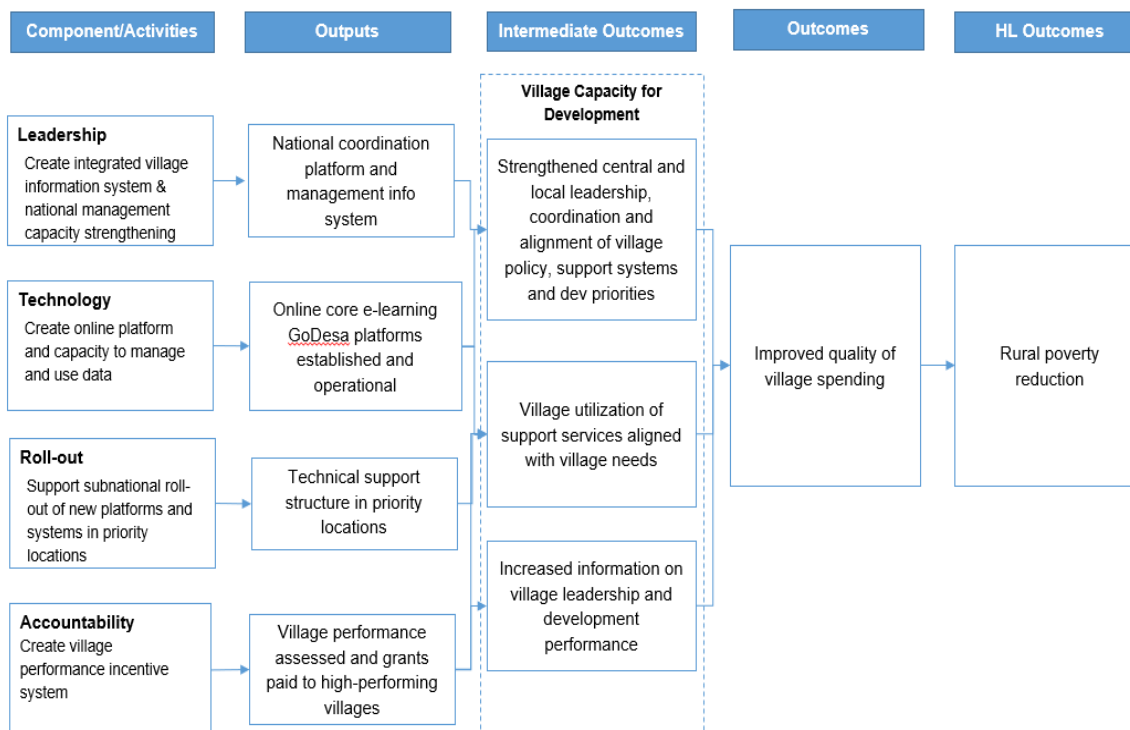 Component/Activities
Outputs
Intermediate Outcomes
Outcomes
HL Outcomes
Leadership
Create integrated village
information system &
national management
capacity strengthening
Technology
Create online platform
and capacity to manage
and use data
Roll-out
Support subnational roll-
out of new platforms and
systems in priority
locations
Accountability
Create village
performance incentive
system
National coordination
platform and
management info
system
Online core e-learning
GoDesa platforms
established and
operational
Technical support
structure in priority
locations
Village performance
assessed and grants
paid to high-performing
villages
Village Capacity for
Development
Strengthened central and
local leadership,
coordination and
alignment of village
policy, support systems
and dev priorities
Village utilization of
support services aligned
with village needs
Increased information on
village leadership and
development
performance
Improved quality of
village spending
Rural poverty
reduction